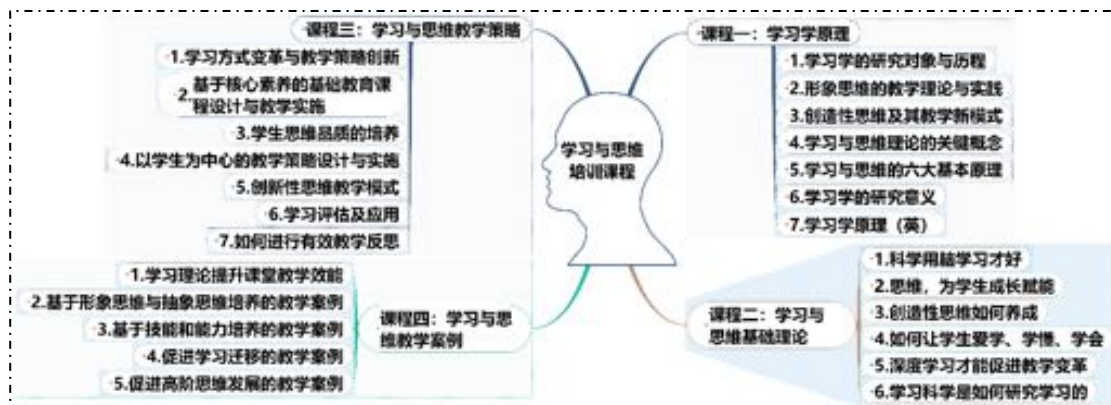 课程三：学习与思维教学策略
1.学习方式变革与教学策略创新
2.基于核心素养的基础教育课
程设计与教学实施
3.学生思维品质的培养
4.以学生为中心的教学策略设计与实施
5.创新性思维教学模式
6.学习评估及应用
7.如何进行有效教学反思
学习与思维
培训课程
课程一：学习学原理
1.学习学的研究对象与历程
2.形象思维的教学理论与实践
3.创造性思维及其教学新模式
4.学习与思维理论的关键概念
5.学习与思维的六大基本原理
6.学习学的研究意义
7.学习学原理（英）
课程四：学习与思
维教学案例
1.学习理论提升课堂教学效能
2.基于形象思维与抽象思维培养的教学案例
3.基于技能和能力培养的教学案例
4.促进学习迁移的教学案例
5.促进高阶思维发展的教学案例
课程二：学习与
思维基础理论
1.科学用脑学习才好
2.思维，为学生成长赋能
3.创造性思维如何养成
4.如何让学生爱学、学懂、学会
5.深度学习才能促进教学变革
6.学习科学是如何研究学习的